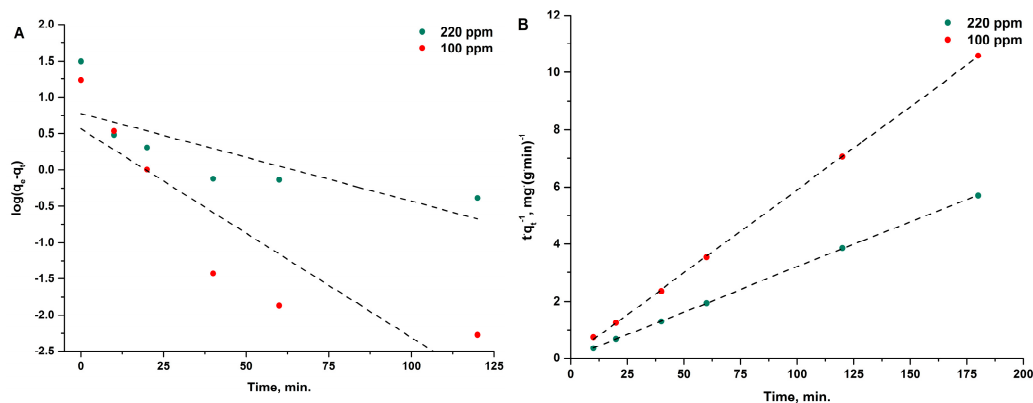 A
220 ppm
100 ppm
2.0
1.5
1.0
0.5
0.0
-0.5
-1.0
-1.5
-2.0
-2.5
log(qe-qt)
0 25 50 75 100 125
Time, min.
B
220 ppm
100 ppm
12
10
8
6
4
2
0
t·qt-1, mg·(g·min)-1
0 25 50 75 100 125 150 175 200
Time, min.